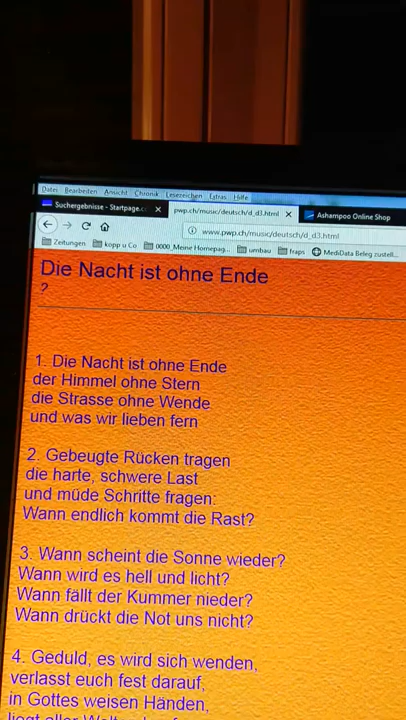 Datei Bearbeiten Ansicht Chronik Lesezeichen Extras Hilfe
Suchergebnisse - Startpage.c
pwp.ch/music/deutsch/d_d3.html
Ashampoo Online Shop
www.pwp.ch/music/deutsch/d_d3.html
Zeitungen kopp u Co 0000_Meine Homepag... umbau fraps MediData Beleg zustell...
Die Nacht ist ohne Ende
?
1. Die Nacht ist ohne Ende
der Himmel ohne Stern
die Strasse ohne Wende
und was wir lieben fern
2. Gebeugte Rücken tragen
die harte, schwere Last
und müde Schritte fragen:
Wann endlich kommt die Rast?
3. Wann scheint die Sonne wieder?
Wann wird es hell und licht?
Wann fällt der Kummer nieder?
Wann drückt die Not uns nicht?
4. Geduld, es wird sich wenden,
verlasst euch fest darauf,
in Gottes weisen Händen,
liegt aller